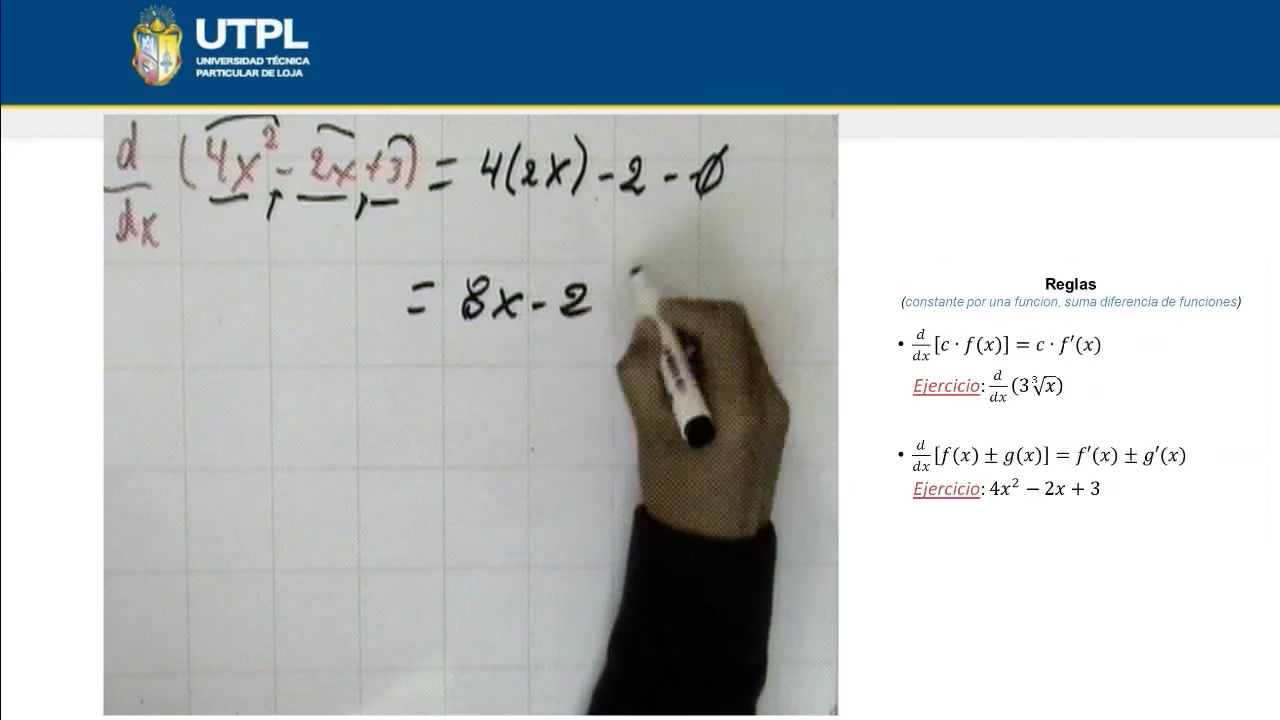 UTPL
UNIVERSIDAD TÉCNICA
PARTICULAR DE LOJA
d/dx (4x² - 2x + 3) = 4(2x) - 2 - 0
= 8x - 2
Reglas
(constante por una funcion, suma diferencia de funciones)
• d/dx [c · f(x)] = c · f′(x)
Ejercicio: d/dx (3∛x)
• d/dx [f(x) ± g(x)] = f′(x) ± g′(x)
Ejercicio: 4x² − 2x + 3